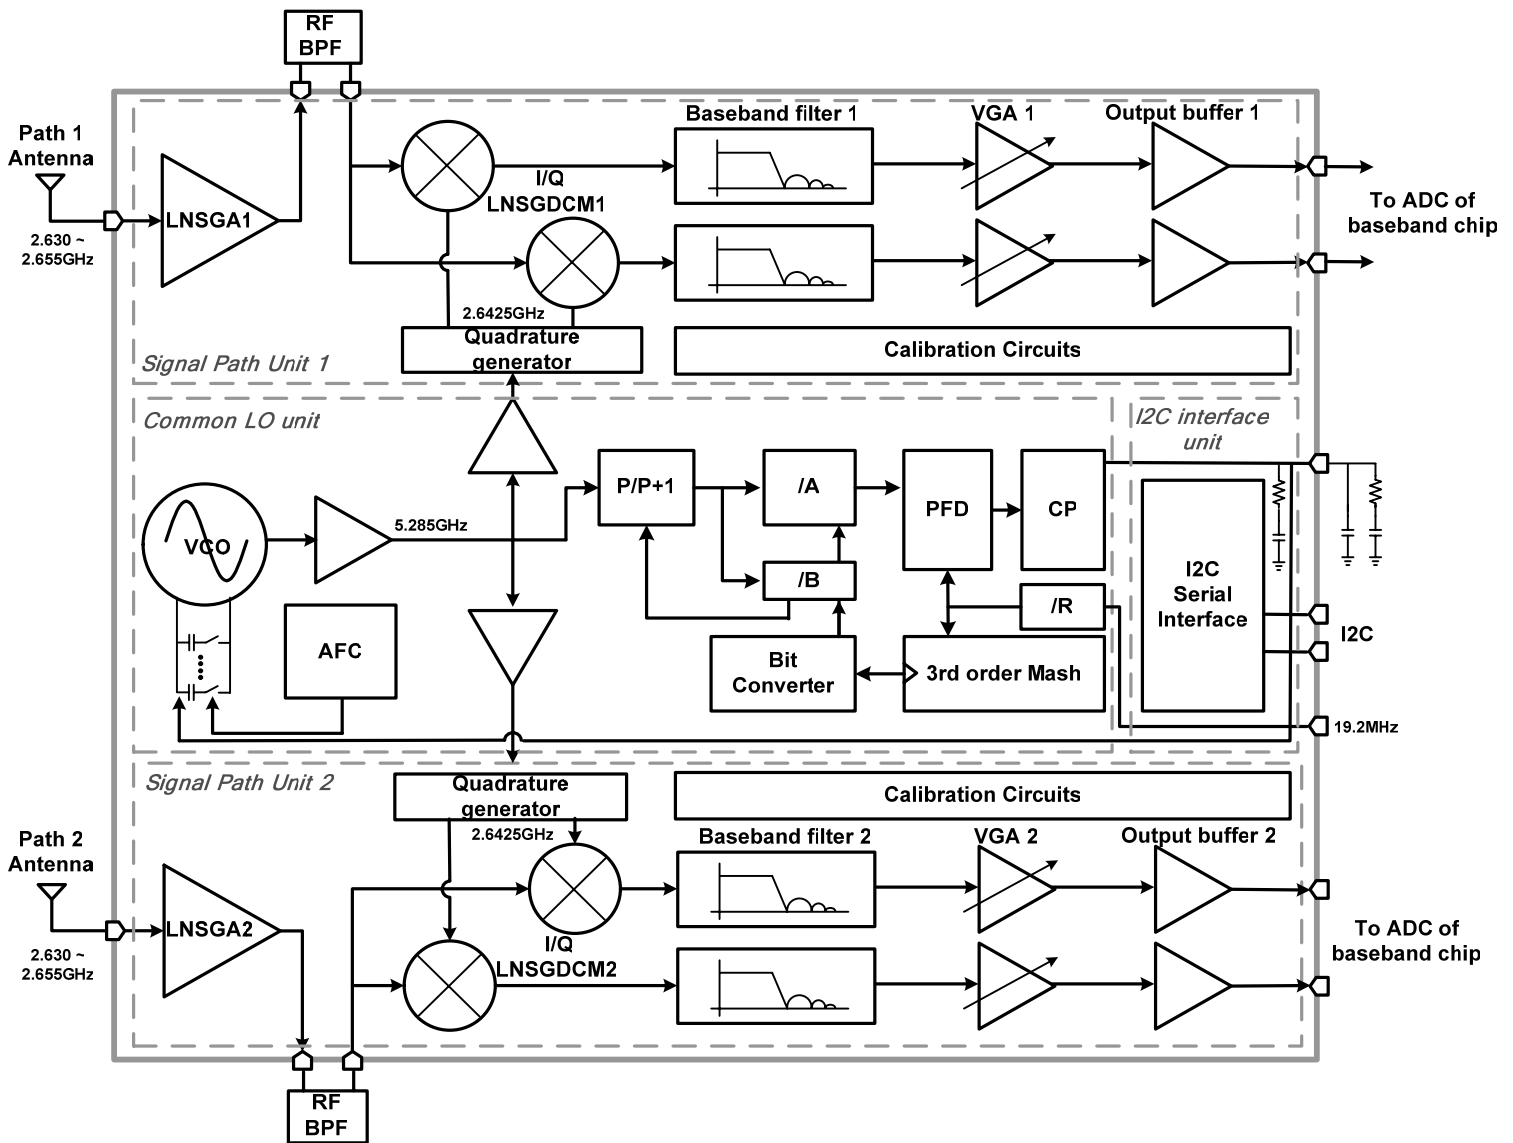 RF
BPF
Path 1
Antenna
2.630 ~
2.655GHz
LNSGA1
I/Q
LNSGDCM1
Baseband filter 1
VGA 1
Output buffer 1
To ADC of
baseband chip
2.6425GHz
Quadrature
generator
Calibration Circuits
Signal Path Unit 1
Common LO unit
I2C interface
unit
VCO
5.285GHz
P/P+1
/A
PFD
CP
/B
/R
AFC
Bit
Converter
3rd order Mash
I2C
Serial
Interface
I2C
19.2MHz
Signal Path Unit 2
Quadrature
generator
2.6425GHz
Calibration Circuits
Path 2
Antenna
2.630 ~
2.655GHz
LNSGA2
I/Q
LNSGDCM2
Baseband filter 2
VGA 2
Output buffer 2
To ADC of
baseband chip
RF
BPF